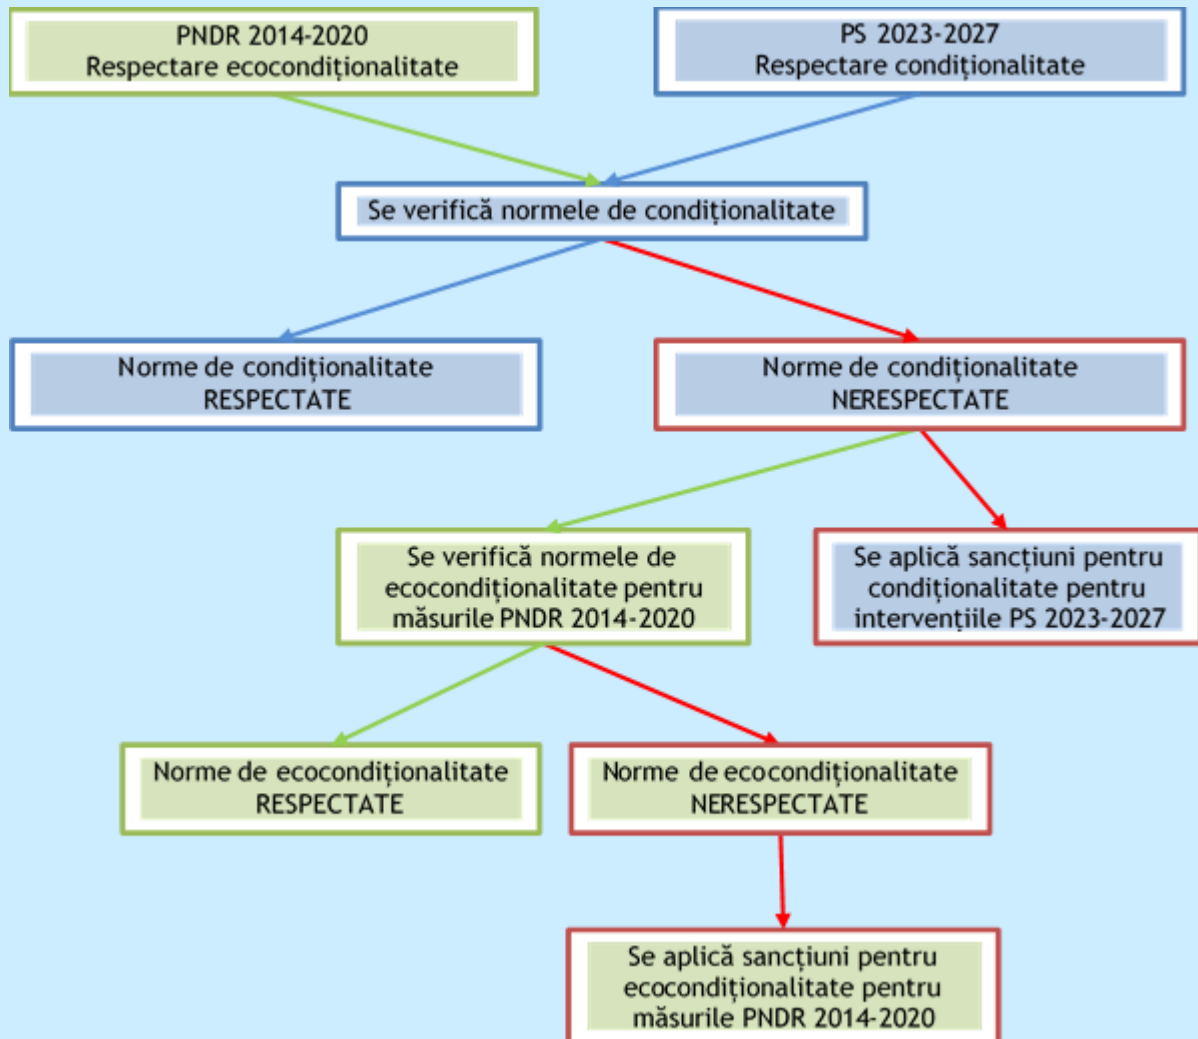 PNDR 2014-2020
Respectare ecocondiționalitate
PS 2023-2027
Respectare condiționalitate
Se verifică normele de condiționalitate
Norme de condiționalitate
RESPECTATE
Norme de condiționalitate
NERESPECTATE
Se verifică normele de
ecocondiționalitate pentru
măsurile PNDR 2014-2020
Se aplică sancțiuni pentru
condiționalitate pentru
intervențiile PS 2023-2027
Norme de ecocondiționalitate
RESPECTATE
Norme de ecocondiționalitate
NERESPECTATE
Se aplică sancțiuni pentru
ecocondiționalitate pentru
măsurile PNDR 2014-2020